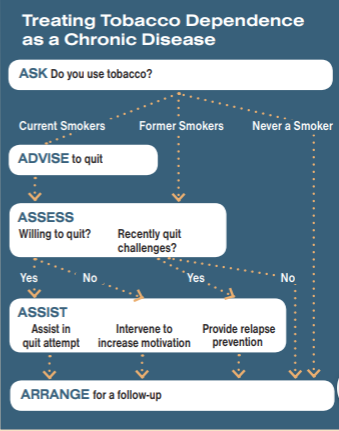 Treating Tobacco Dependence
as a Chronic Disease
ASK Do you use tobacco?
Current Smokers Former Smokers Never a Smoker
ADVISE to quit
ASSESS
Willing to quit? Recently quit
challenges?
Yes No Yes No
ASSIST
Assist in Intervene to Provide relapse
quit attempt increase motivation prevention
ARRANGE for a follow-up